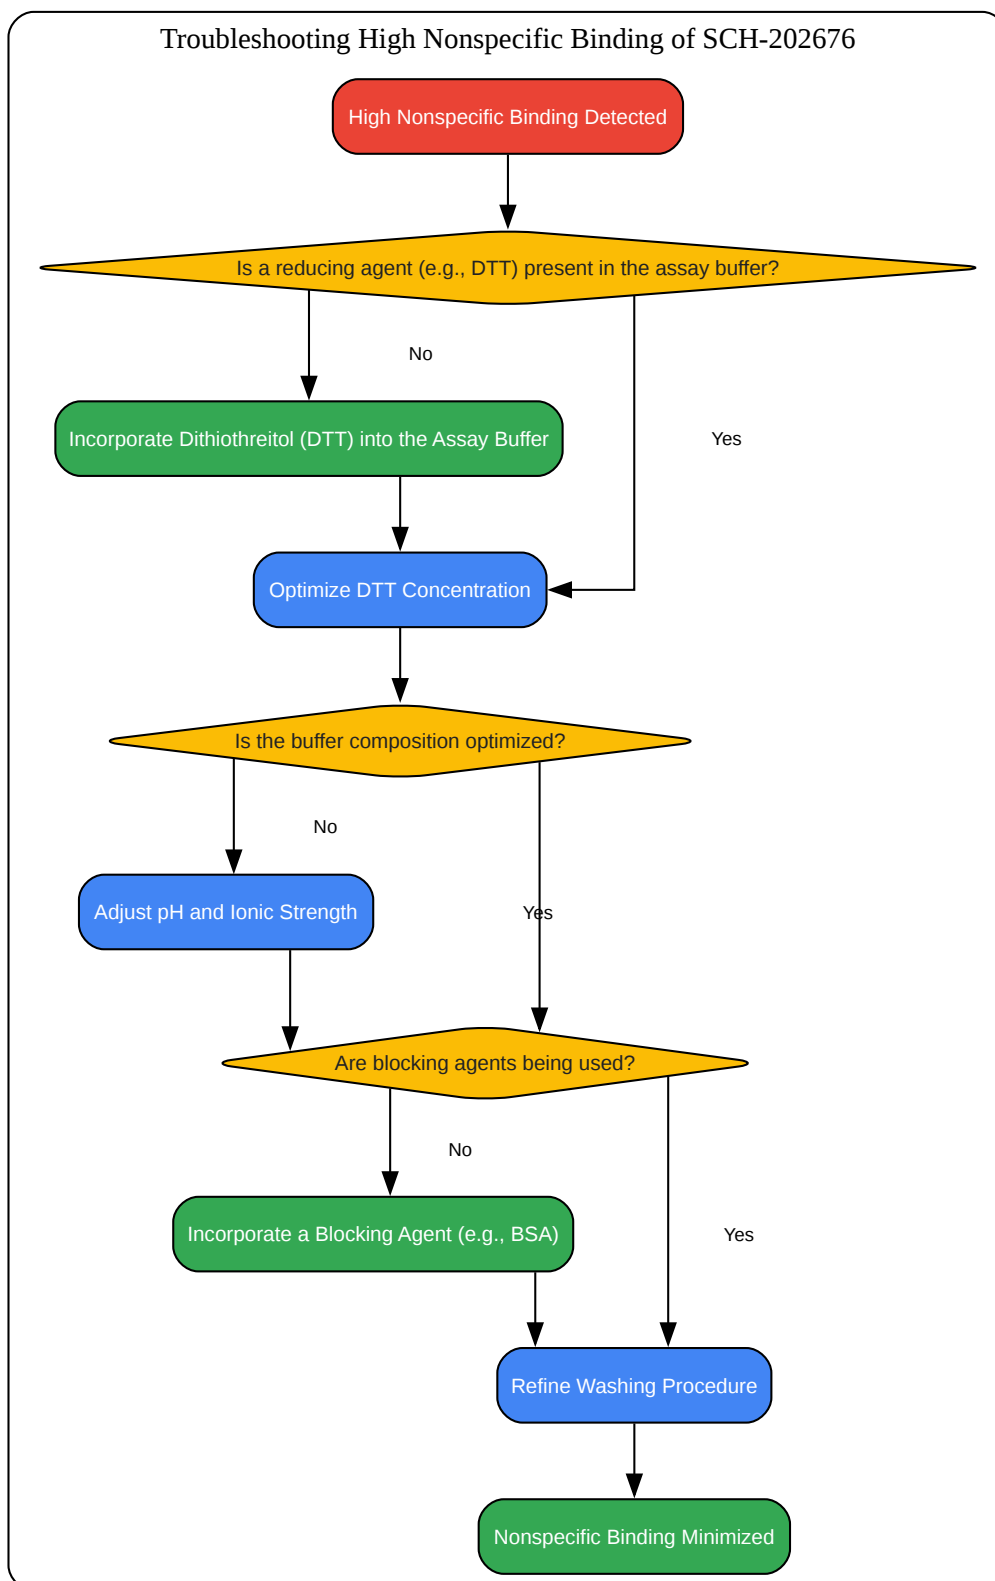 Troubleshooting High Nonspecific Binding of SCH-202676
High Nonspecific Binding Detected
Is a reducing agent (e.g., DTT) present in the assay buffer?
No
Incorporate Dithiothreitol (DTT) into the Assay Buffer
Yes
Optimize DTT Concentration
Is the buffer composition optimized?
No
Adjust pH and Ionic Strength
Yes
Are blocking agents being used?
No
Incorporate a Blocking Agent (e.g., BSA)
Yes
Refine Washing Procedure
Nonspecific Binding Minimized